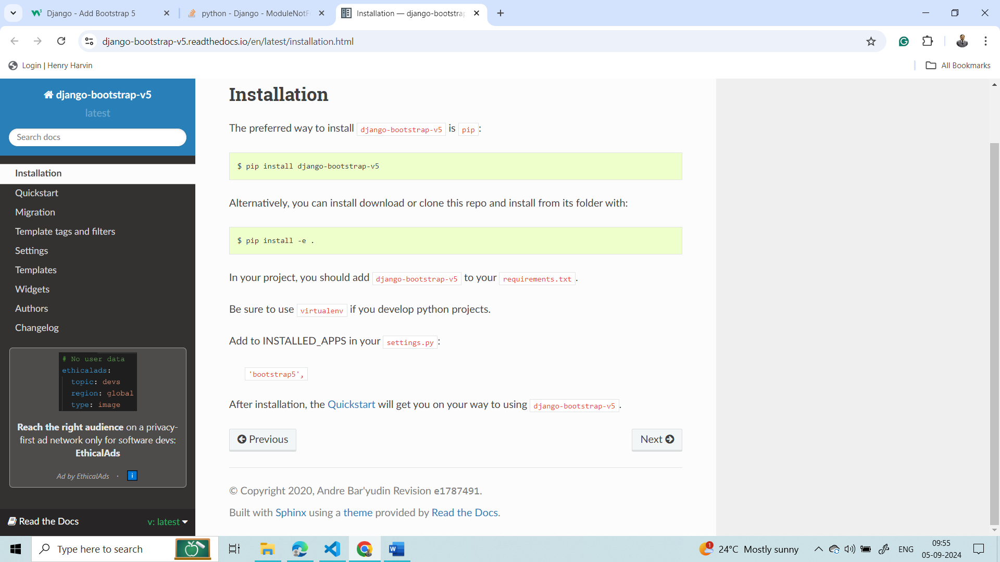 Django - Add Bootstrap 5
python - Django - ModuleNotF
Installation — django-bootstrap
django-bootstrap-v5.readthedocs.io/en/latest/installation.html
Login | Henry Harvin
All Bookmarks
django-bootstrap-v5
latest
Search docs
Installation
Quickstart
Migration
Template tags and filters
Settings
Templates
Widgets
Authors
Changelog
# No user data
ethicalads:
topic: devs
region: global
type: image
Reach the right audience on a privacy-
first ad network only for software devs:
EthicalAds
Ad by EthicalAds · i
Read the Docs
v: latest
Installation
The preferred way to install django-bootstrap-v5 is pip:
$ pip install django-bootstrap-v5
Alternatively, you can install download or clone this repo and install from its folder with:
$ pip install -e .
In your project, you should add django-bootstrap-v5 to your requirements.txt.
Be sure to use virtualenv if you develop python projects.
Add to INSTALLED_APPS in your settings.py:
'bootstrap5',
After installation, the Quickstart will get you on your way to using django-bootstrap-v5.
Previous
Next
© Copyright 2020, Andre Bar'yudin Revision e1787491.
Built with Sphinx using a theme provided by Read the Docs.
Type here to search
1
24°C Mostly sunny
ENG
09:55
05-09-2024